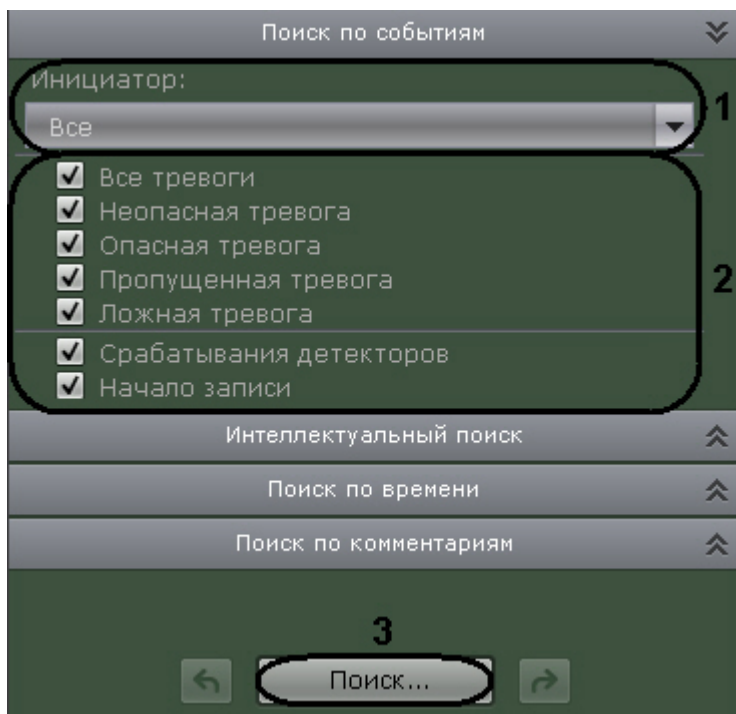 Поиск по событиям
Инициатор:
1
Все
Все тревоги
Неопасная тревога
Опасная тревога
2
Пропущенная тревога
Ложная тревога
Срабатывания детекторов
Начало записи
Интеллектуальный поиск
Поиск по времени
Поиск по комментариям
3
Поиск...